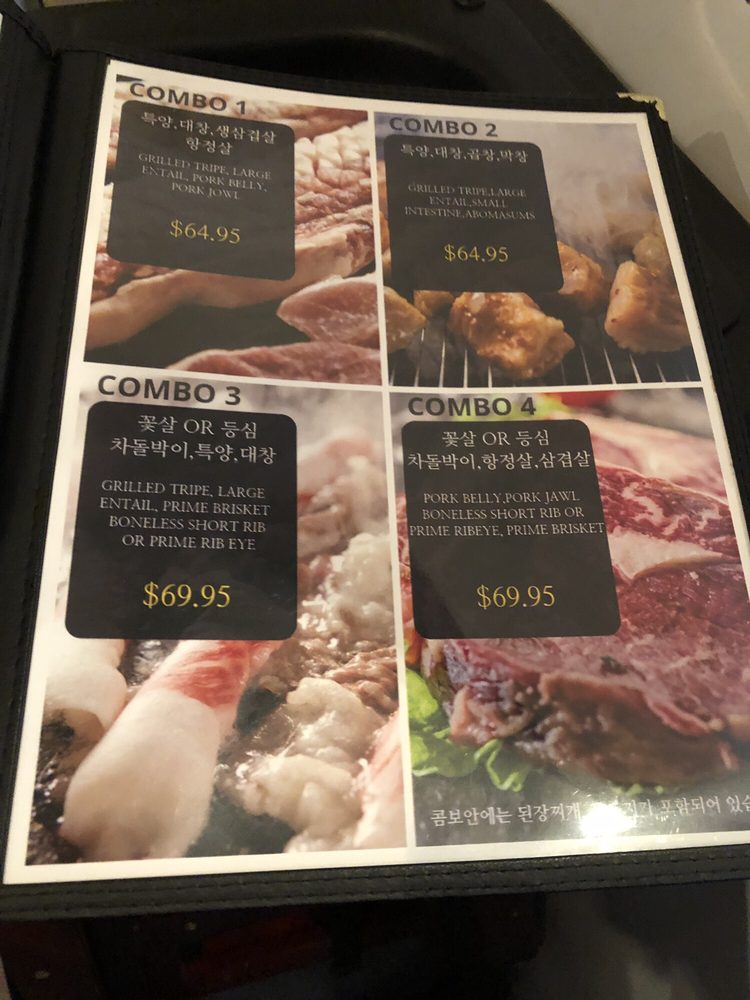 COMBO 1
특양,대창,생삼겹살
항정살
GRILLED TRIPE, LARGE
ENTAIL, PORK BELLY,
PORK JOWL
$64.95
COMBO 2
특양,대창,곱창,막창
GRILLED TRIPE,LARGE
ENTAIL,SMALL
INTESTINE,ABOMASUMS
$64.95
COMBO 3
꽃살 OR 등심
차돌박이,특양,대창
GRILLED TRIPE, LARGE
ENTAIL, PRIME BRISKET
BONELESS SHORT RIB
OR PRIME RIB EYE
$69.95
COMBO 4
꽃살 OR 등심
차돌박이,항정살,삼겹살
PORK BELLY,PORK JAWL
BONELESS SHORT RIB OR
PRIME RIBEYE, PRIME BRISKET
$69.95
콤보안에는 된장찌개 포함되어